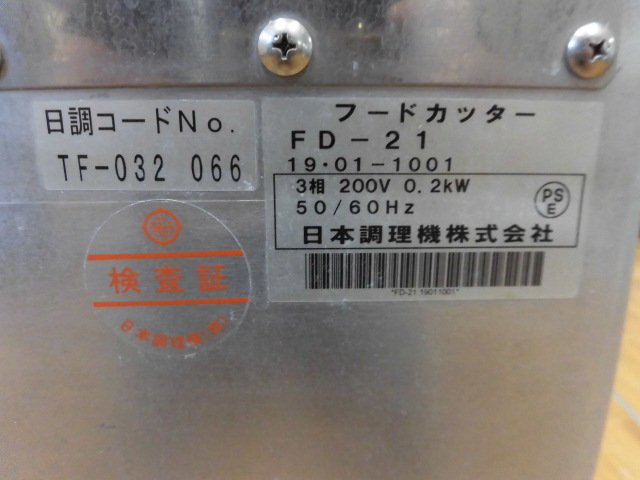 日調コードNo.
TF-032 066
フードカッター
FD-21
19・01-1001
3相 200V 0.2kW
50/60Hz
PS
E
日本調理機株式会社
*FD-21 19011001*
検査証
日本調理機(株)